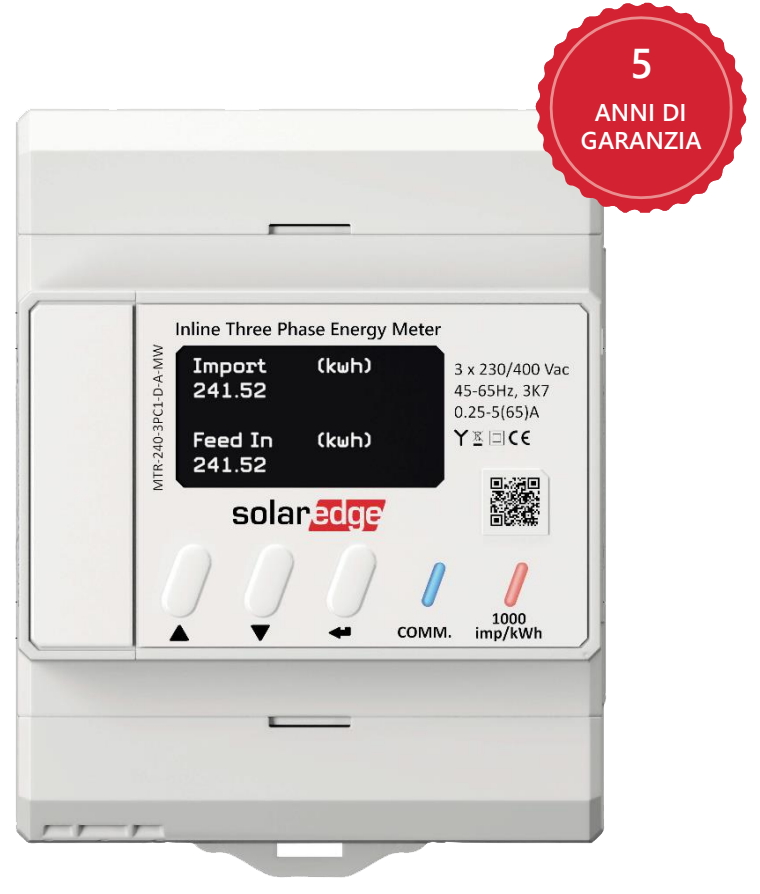 5
ANNI DI
GARANZIA
Inline Three Phase Energy Meter
MTR-240-3PC1-D-A-MW
Import (kwh)
241.52
Feed In (kwh)
241.52
3 x 230/400 Vac
45-65Hz, 3K7
0.25-5(65)A
CE
solaredge
COMM.
1000
imp/kWh